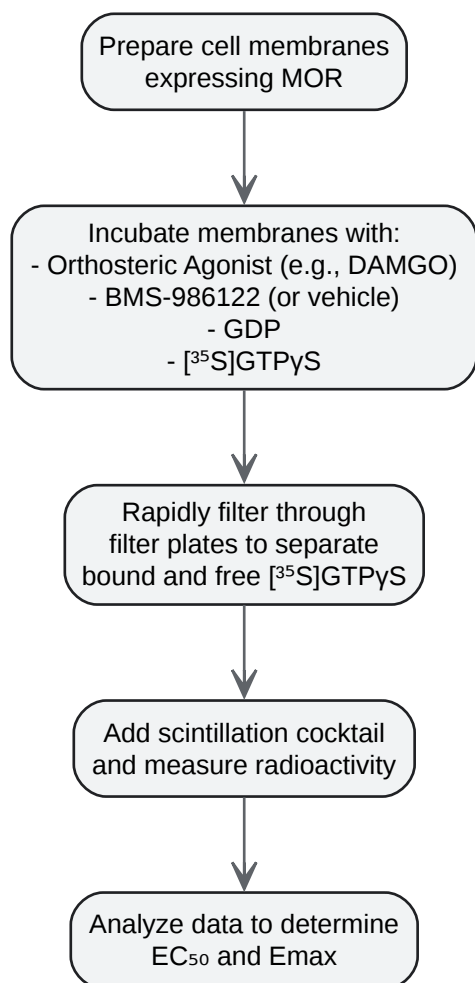 Prepare cell membranes
expressing MOR
Incubate membranes with:
- Orthosteric Agonist (e.g., DAMGO)
- BMS-986122 (or vehicle)
- GDP
- [³⁵S]GTPγS
Rapidly filter through
filter plates to separate
bound and free [³⁵S]GTPγS
Add scintillation cocktail
and measure radioactivity
Analyze data to determine
EC₅₀ and Emax